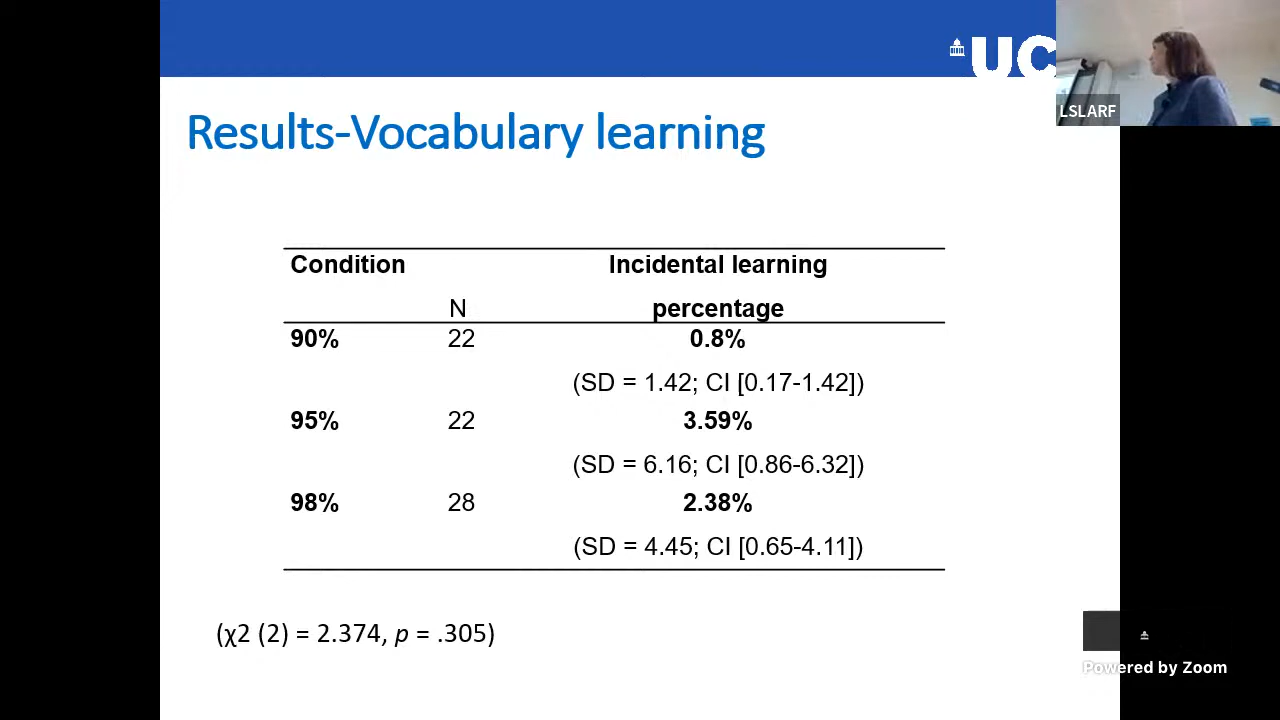 UC
LSLARF
Results-Vocabulary learning
Condition Incidental learning
N percentage
90% 22 0.8%
(SD = 1.42; CI [0.17-1.42])
95% 22 3.59%
(SD = 6.16; CI [0.86-6.32])
98% 28 2.38%
(SD = 4.45; CI [0.65-4.11])
(χ2 (2) = 2.374, p = .305)
Powered by Zoom